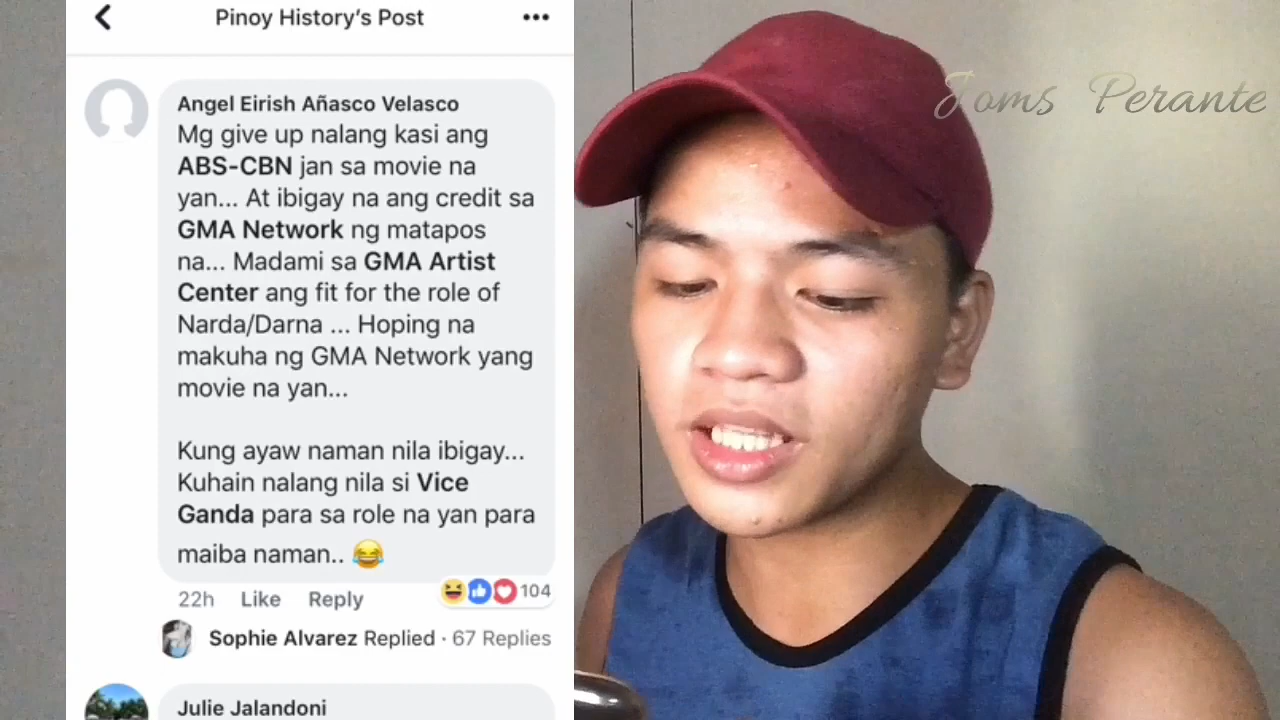 Pinoy History's Post
Joms Perante
Angel Eirish Añasco Velasco
Mg give up nalang kasi ang
ABS-CBN jan sa movie na
yan... At ibigay na ang credit sa
GMA Network ng matapos
na... Madami sa GMA Artist
Center ang fit for the role of
Narda/Darna ... Hoping na
makuha ng GMA Network yang
movie na yan...
Kung ayaw naman nila ibigay...
Kuhain nalang nila si Vice
Ganda para sa role na yan para
maiba naman.. 😂
22h Like Reply 104
Sophie Alvarez Replied · 67 Replies
Julie Jalandoni